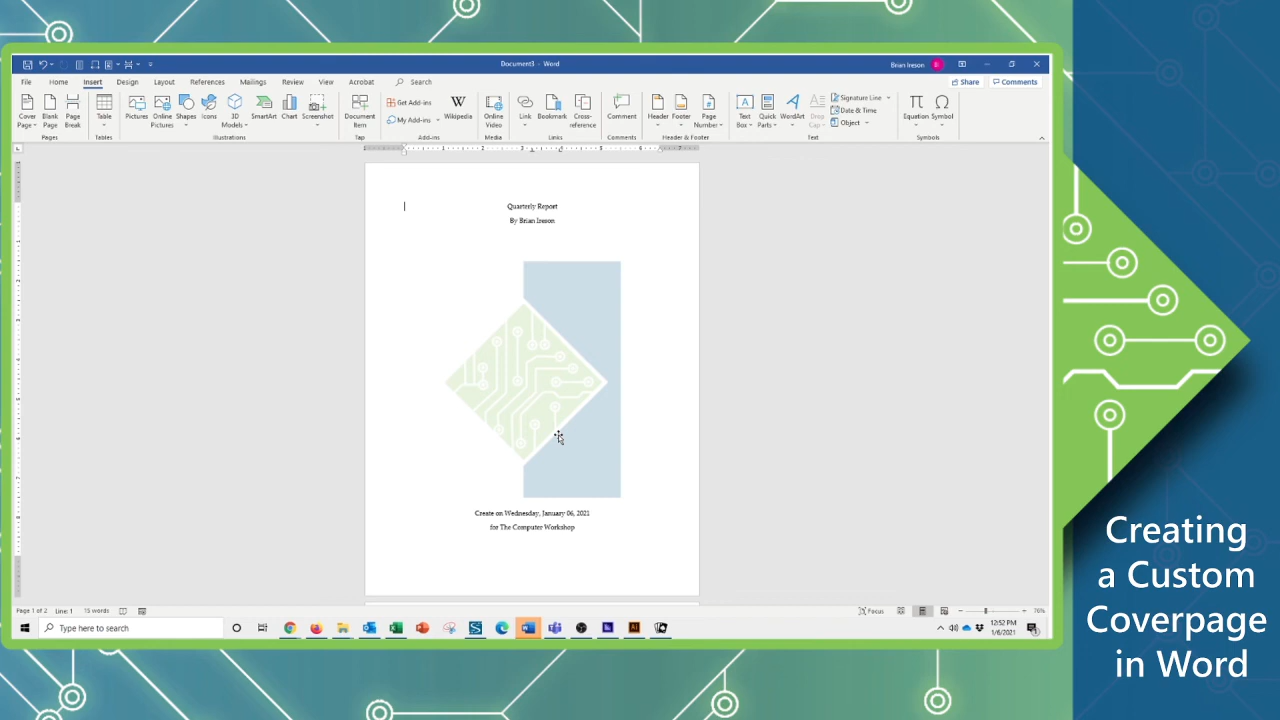 Document3 - Word
Brian Ireson
B
File Home Insert Design Layout References Mailings Review View Acrobat Search
Share Comments
Cover Page
Blank Page
Page Break
Pages
Table
Tables
Pictures
Online Pictures
Shapes
Icons
3D Models
SmartArt
Chart
Screenshot
Illustrations
Document Item
Tap
Get Add-ins
My Add-ins
Wikipedia
Add-ins
Online Video
Media
Link
Bookmark
Cross-reference
Links
Comment
Comments
Header
Footer
Page Number
Header & Footer
Text Box
Quick Parts
WordArt
Drop Cap
Signature Line
Date & Time
Object
Text
Equation
Symbol
Symbols
Quarterly Report
By Brian Ireson
Create on Wednesday, January 06, 2021
for The Computer Workshop
Page 1 of 2 Line: 1 15 words
Focus
76%
Type here to search
12:52 PM
1/6/2021
Creating
a Custom
Coverpage
in Word